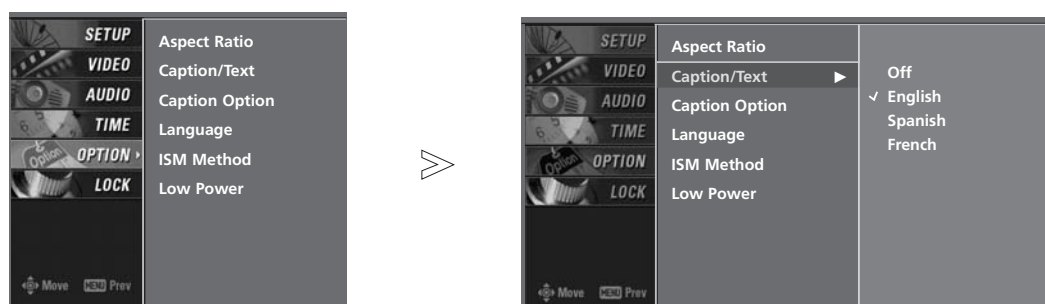 SETUP
VIDEO
AUDIO
TIME
OPTION
LOCK
Move MENU Prev
Aspect Ratio
Caption/Text
Caption Option
Language
ISM Method
Low Power
SETUP
VIDEO
AUDIO
TIME
OPTION
LOCK
Move MENU Prev
Aspect Ratio
Caption/Text
Caption Option
Language
ISM Method
Low Power
Off
English
Spanish
French